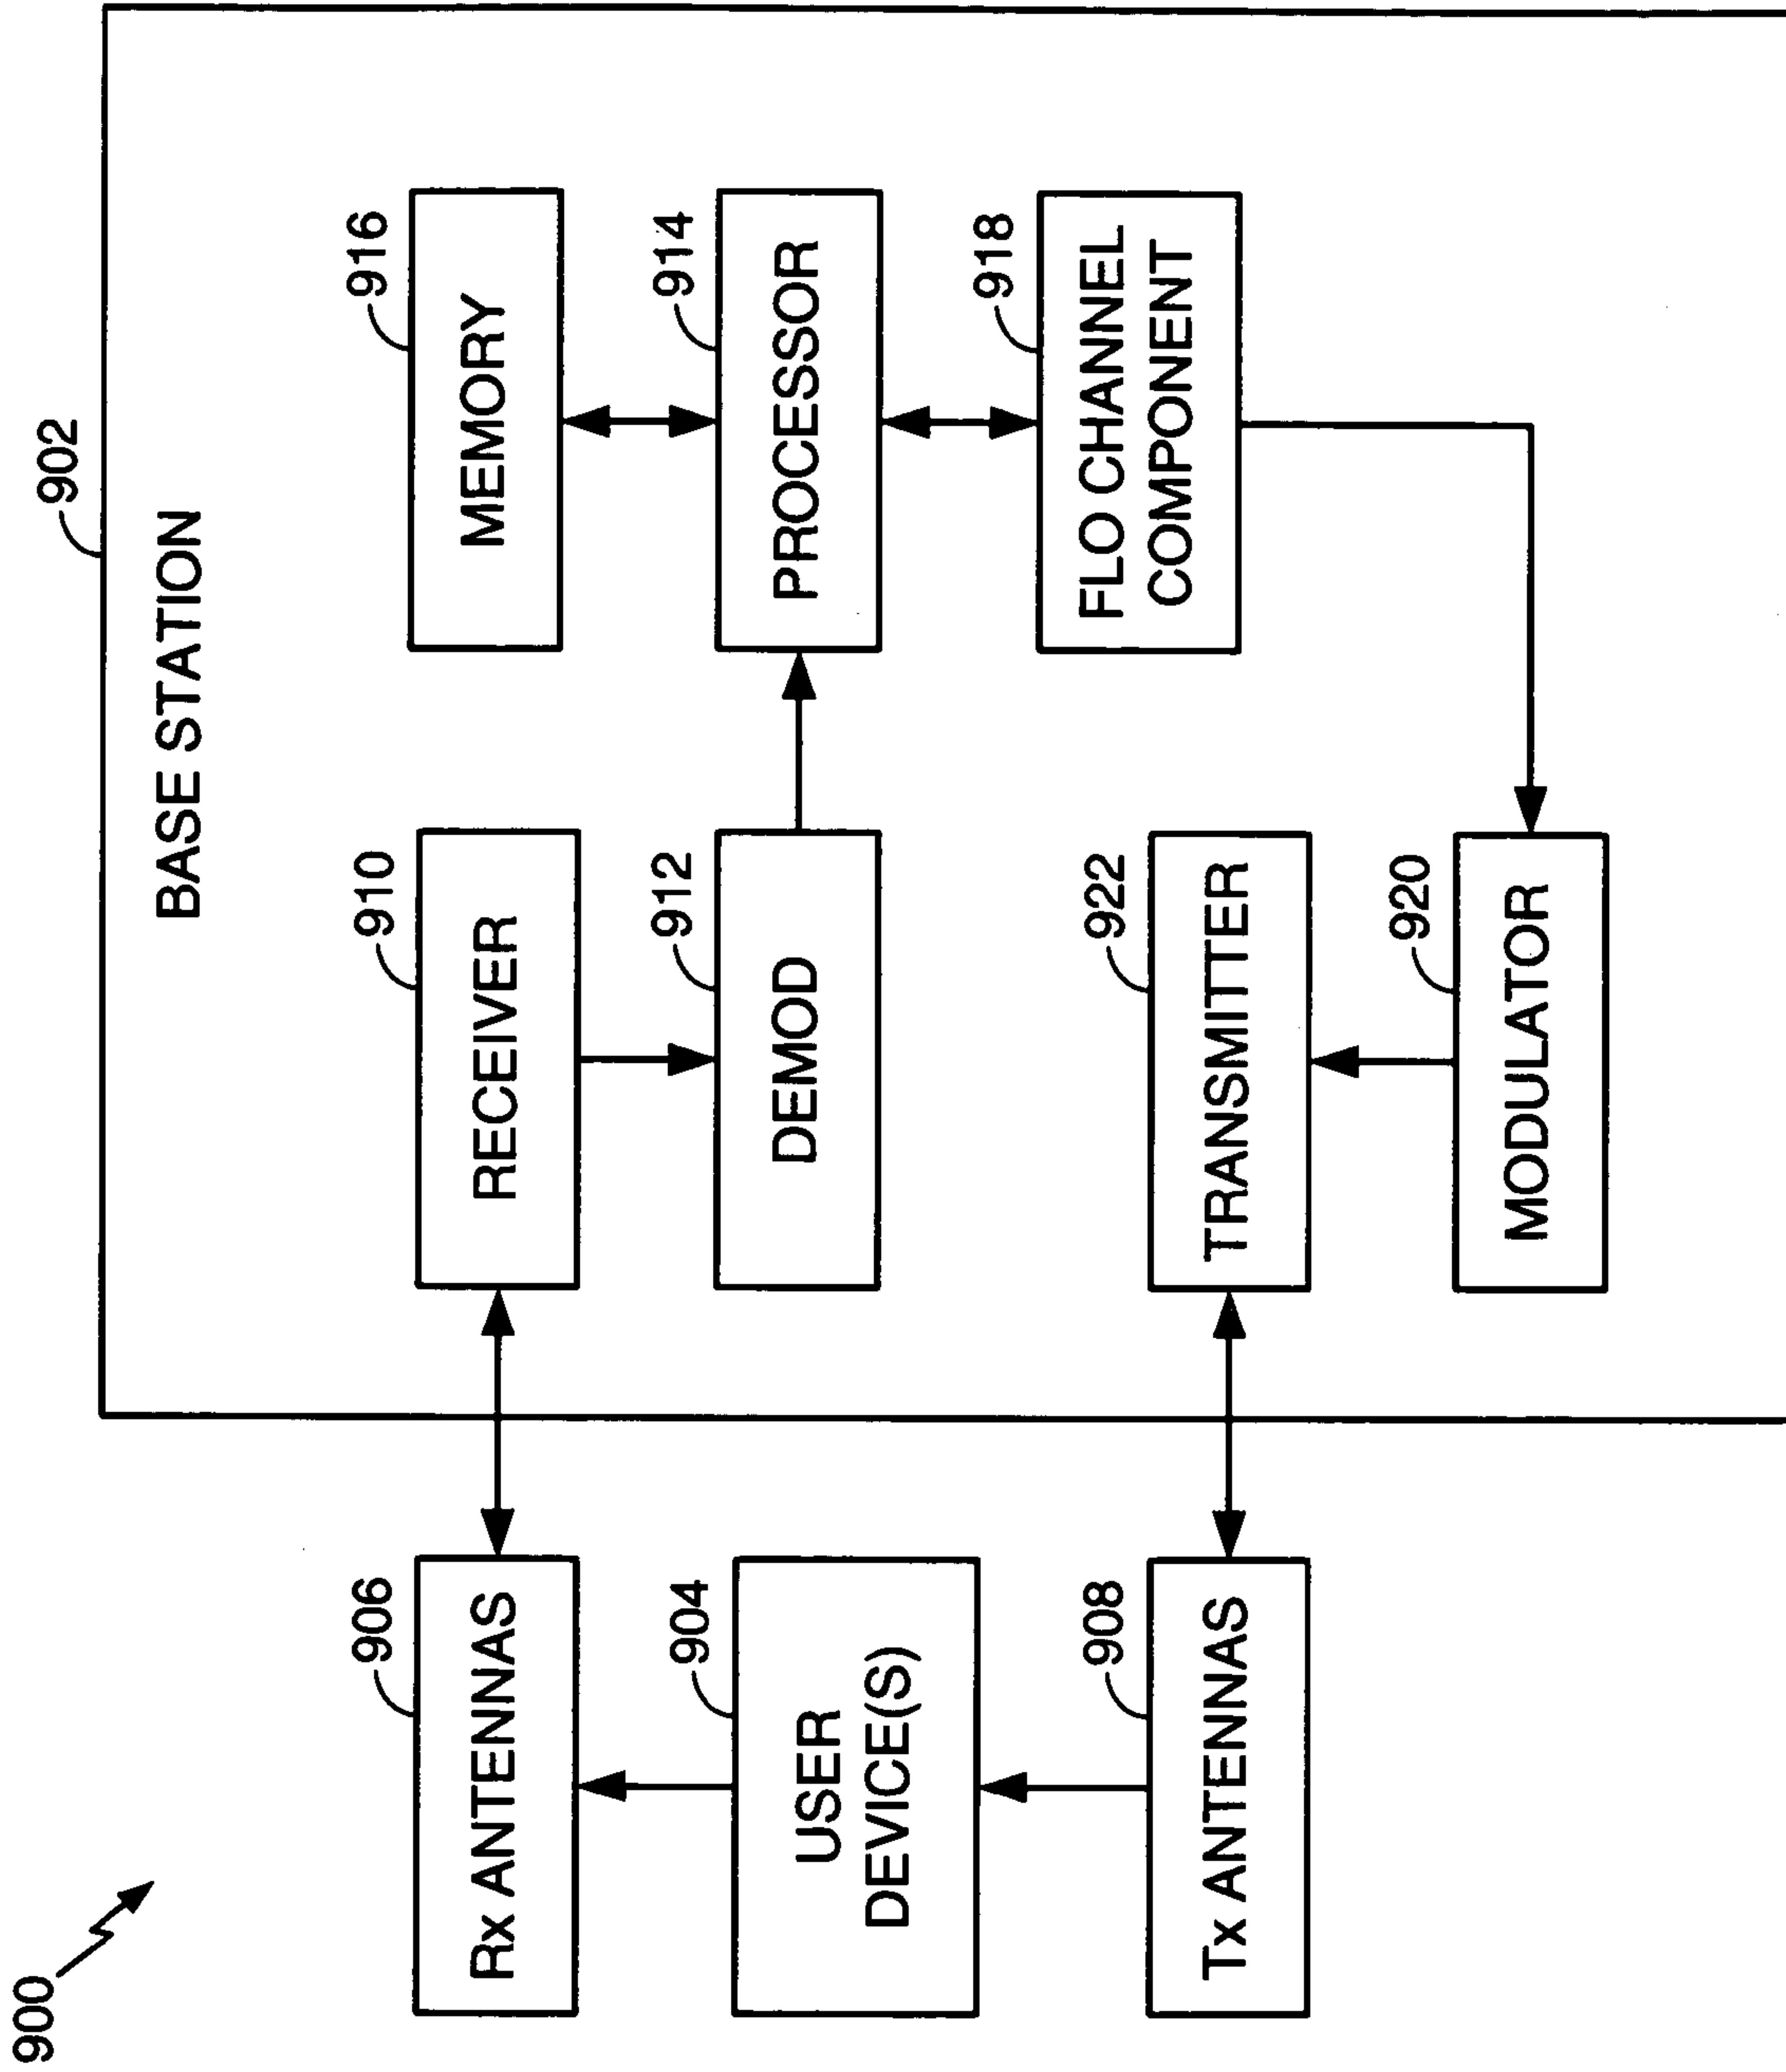 900
902
BASE STATION
906
Rx ANTENNAS
910
RECEIVER
916
MEMORY
904
USER
DEVICE(S)
912
DEMOD
914
PROCESSOR
908
Tx ANTENNAS
922
TRANSMITTER
918
FLO CHANNEL
COMPONENT
920
MODULATOR